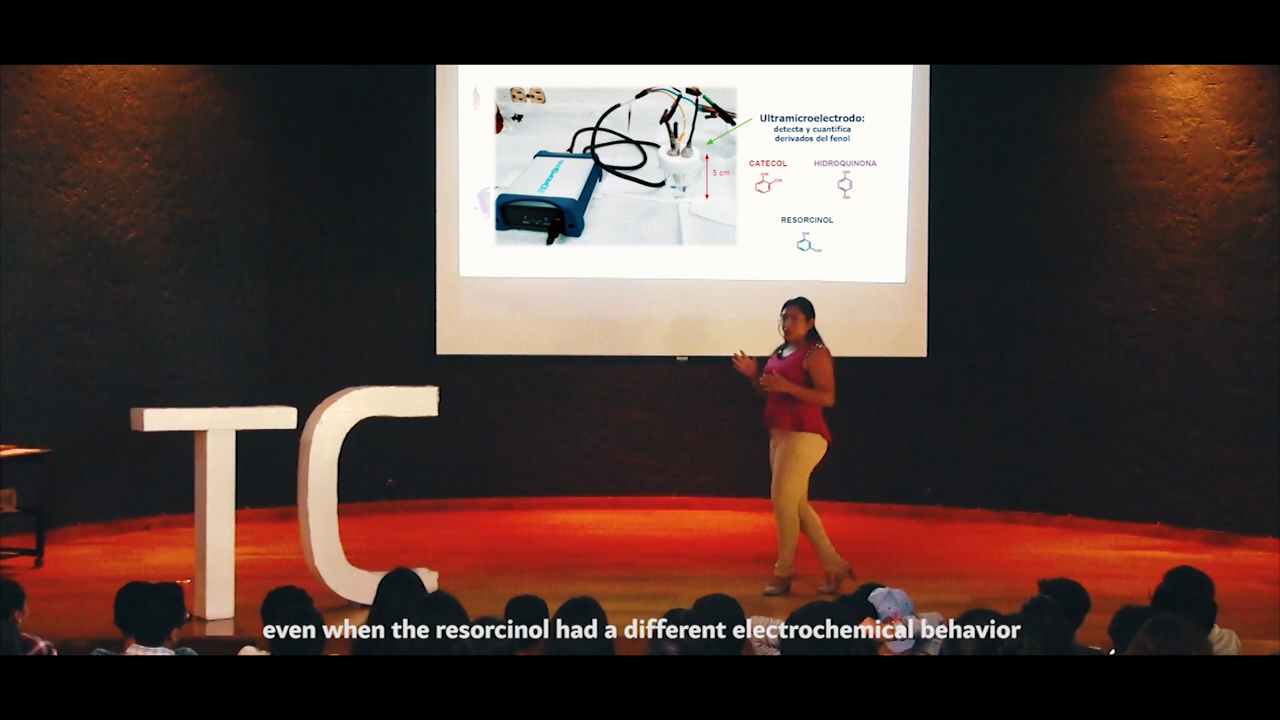 Ultramicroelectrodo:
detecta y cuantifica
derivados del fenol
CATECOL
HIDROQUINONA
5 cm
RESORCINOL
TC
even when the resorcinol had a different electrochemical behavior